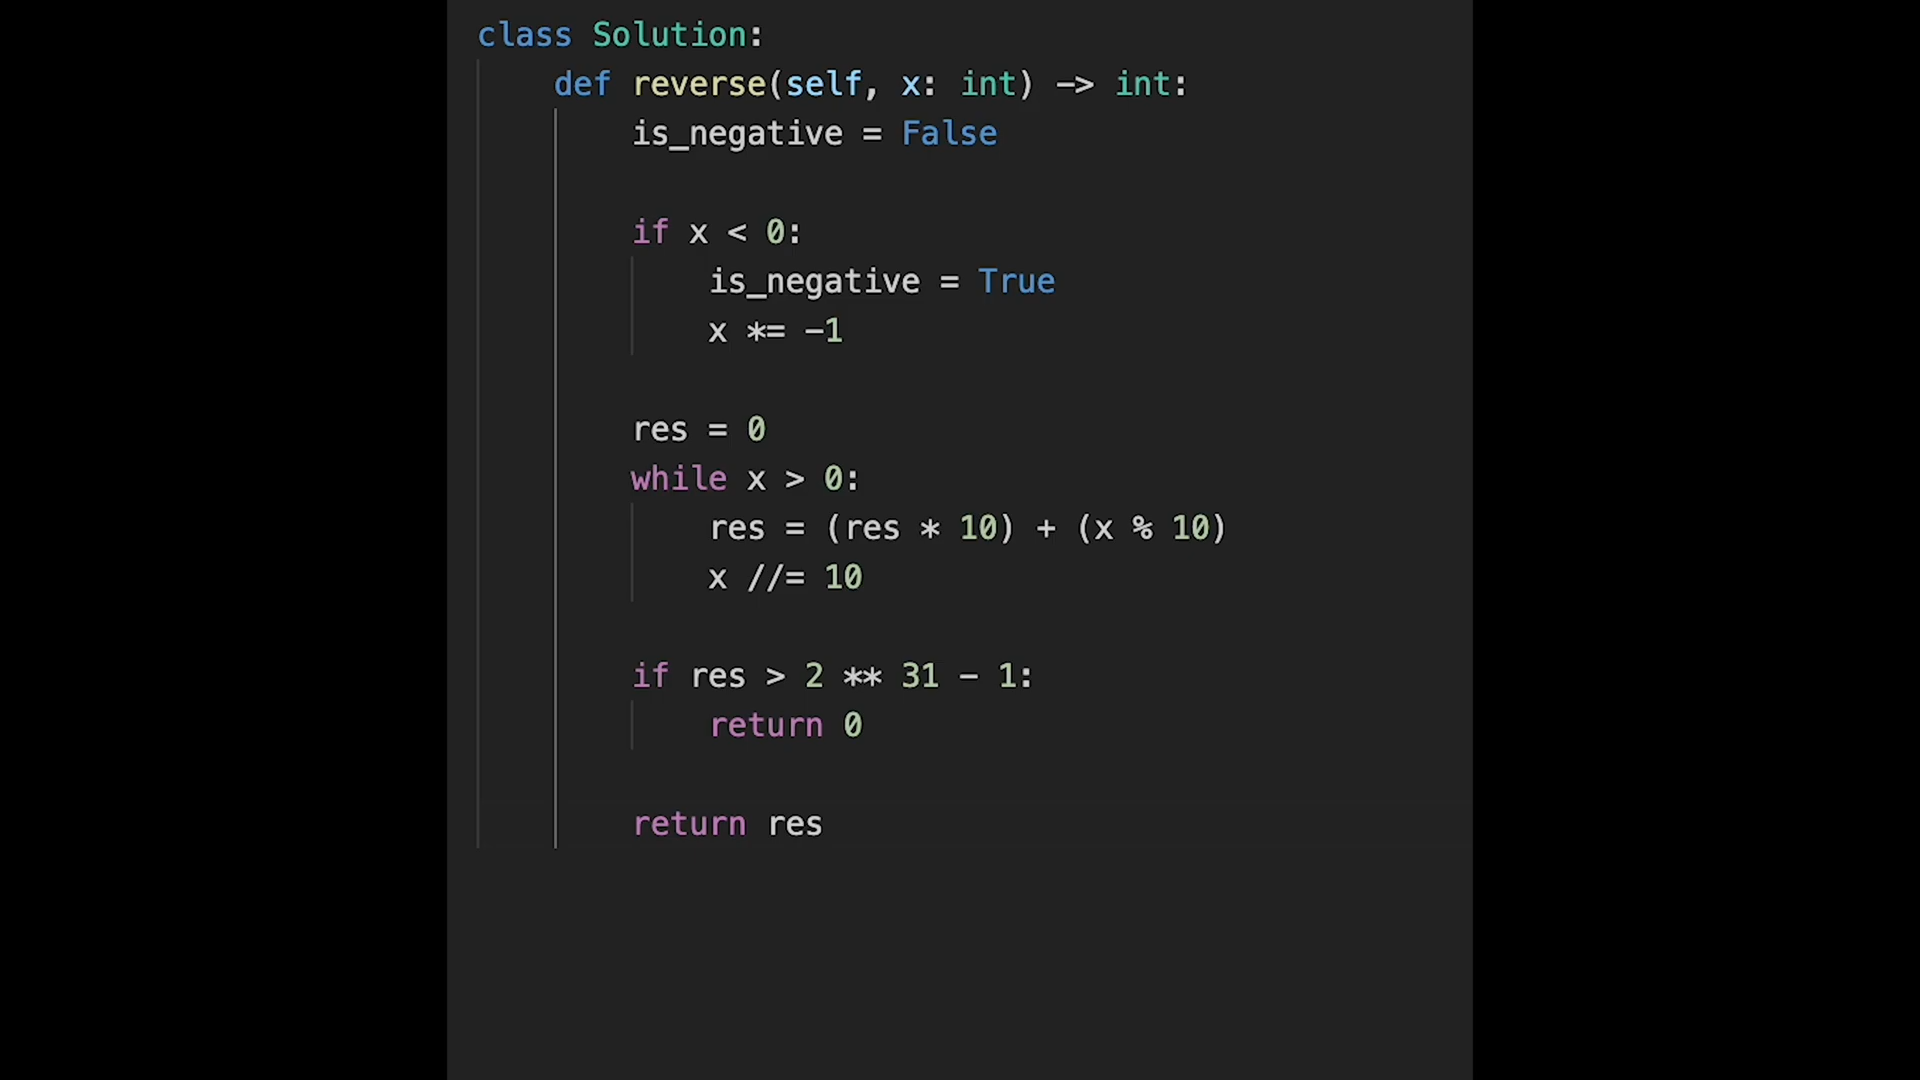 class Solution:
    def reverse(self, x: int) -> int:
        is_negative = False

        if x < 0:
            is_negative = True
            x *= -1

        res = 0
        while x > 0:
            res = (res * 10) + (x % 10)
            x //= 10

        if res > 2 ** 31 - 1:
            return 0

        return res